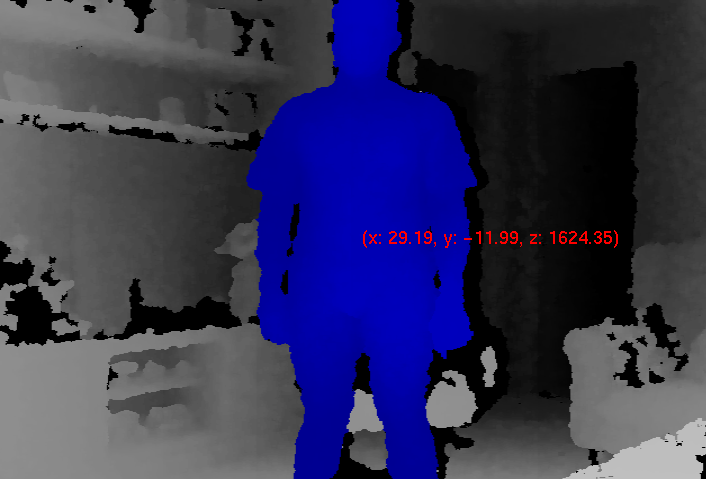 (x: 29.19, y: −11.99, z: 1624.35)